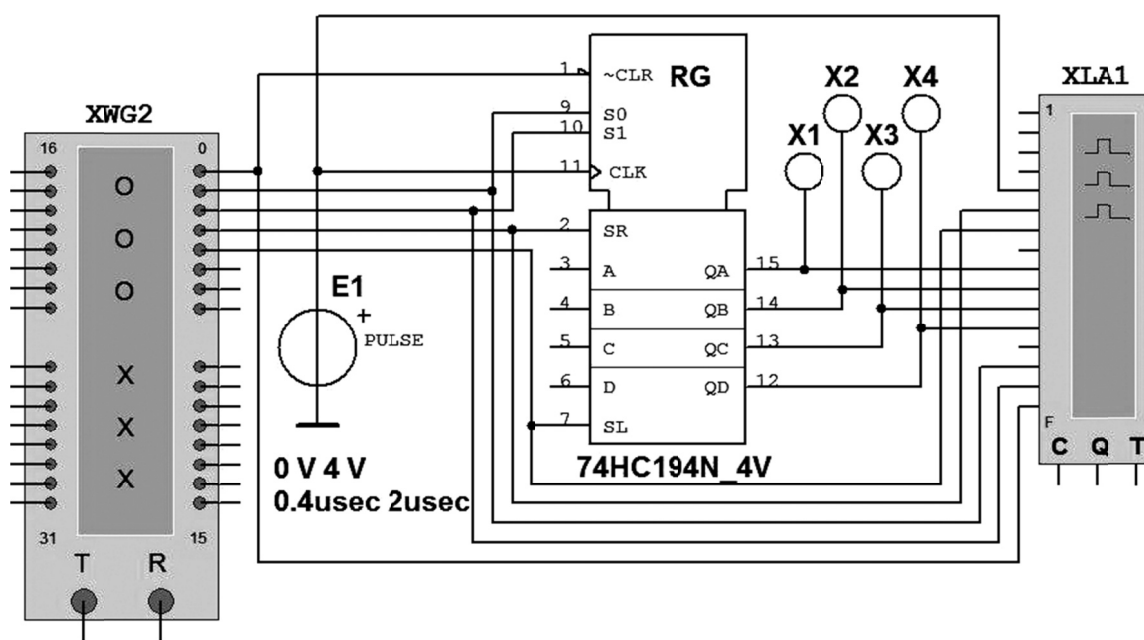 XWG2
16 0
O
O
O
X
X
X
31 15
T R
E1
+
PULSE
0 V 4 V
0.4usec 2usec
1 ~CLR RG
9 S0
10 S1
11 CLK
2 SR
3 A QA 15
4 B QB 14
5 C QC 13
6 D QD 12
7 SL
74HC194N_4V
X2 X4
X1 X3
XLA1
1
F
C Q T